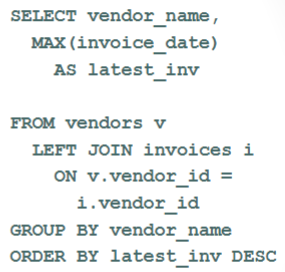 SELECT vendor_name,
MAX(invoice_date)
AS latest_inv
FROM vendors v
LEFT JOIN invoices i
ON v.vendor_id =
i.vendor_id
GROUP BY vendor_name
ORDER BY latest_inv DESC